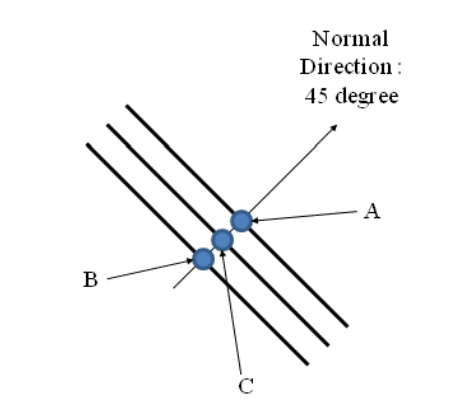 Normal
Direction :
45 degree
A
B
C